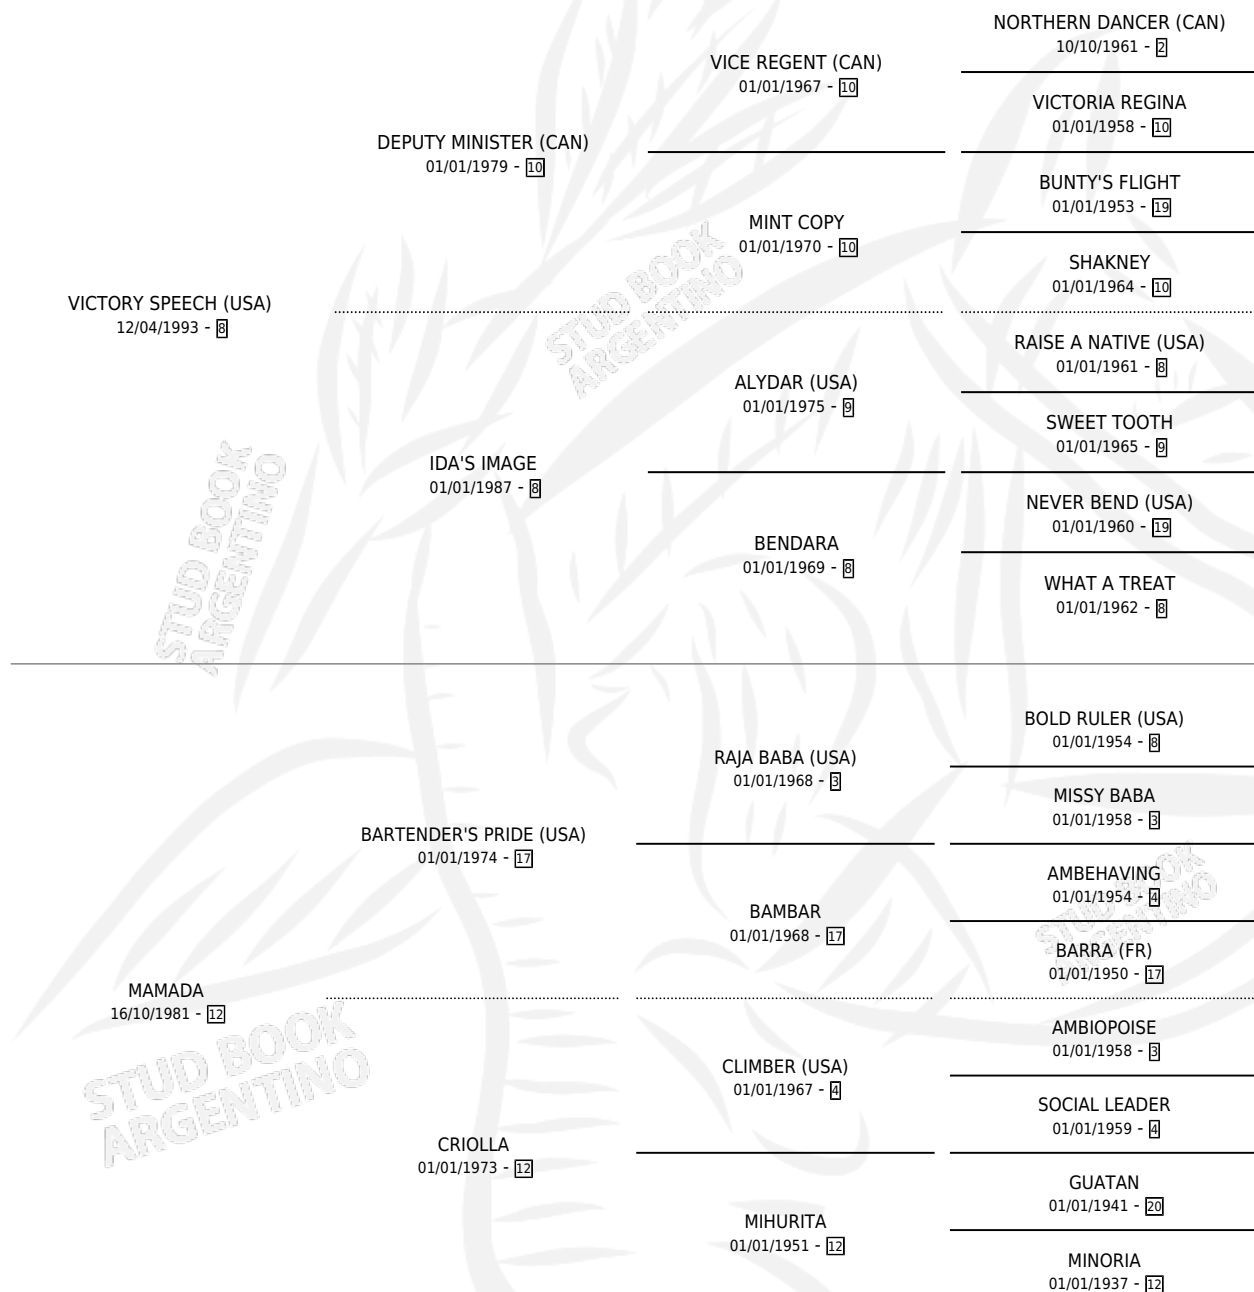 NORTHERN DANCER (CAN)
10/10/1961 - 2
VICE REGENT (CAN)
01/01/1967 - 10
VICTORIA REGINA
01/01/1958 - 10
DEPUTY MINISTER (CAN)
01/01/1979 - 10
BUNTY'S FLIGHT
01/01/1953 - 19
MINT COPY
01/01/1970 - 10
SHAKNEY
01/01/1964 - 10
VICTORY SPEECH (USA)
12/04/1993 - 8
RAISE A NATIVE (USA)
01/01/1961 - 8
ALYDAR (USA)
01/01/1975 - 9
SWEET TOOTH
01/01/1965 - 9
IDA'S IMAGE
01/01/1987 - 8
NEVER BEND (USA)
01/01/1960 - 19
BENDARA
01/01/1969 - 8
WHAT A TREAT
01/01/1962 - 8
BOLD RULER (USA)
01/01/1954 - 8
RAJA BABA (USA)
01/01/1968 - 3
MISSY BABA
01/01/1958 - 3
BARTENDER'S PRIDE (USA)
01/01/1974 - 17
AMBEHAVING
01/01/1954 - 4
BAMBAR
01/01/1968 - 17
BARRA (FR)
01/01/1950 - 17
MAMADA
16/10/1981 - 12
AMBIOPOISE
01/01/1958 - 3
CLIMBER (USA)
01/01/1967 - 4
SOCIAL LEADER
01/01/1959 - 4
CRIOLLA
01/01/1973 - 12
GUATAN
01/01/1941 - 20
MIHURITA
01/01/1951 - 12
MINORIA
01/01/1937 - 12
STUD BOOK
ARGENTINO
STUD BOOK
ARGENTINO
STUD BOOK
ARGENTINO
STUD BOOK
ARGENTINO